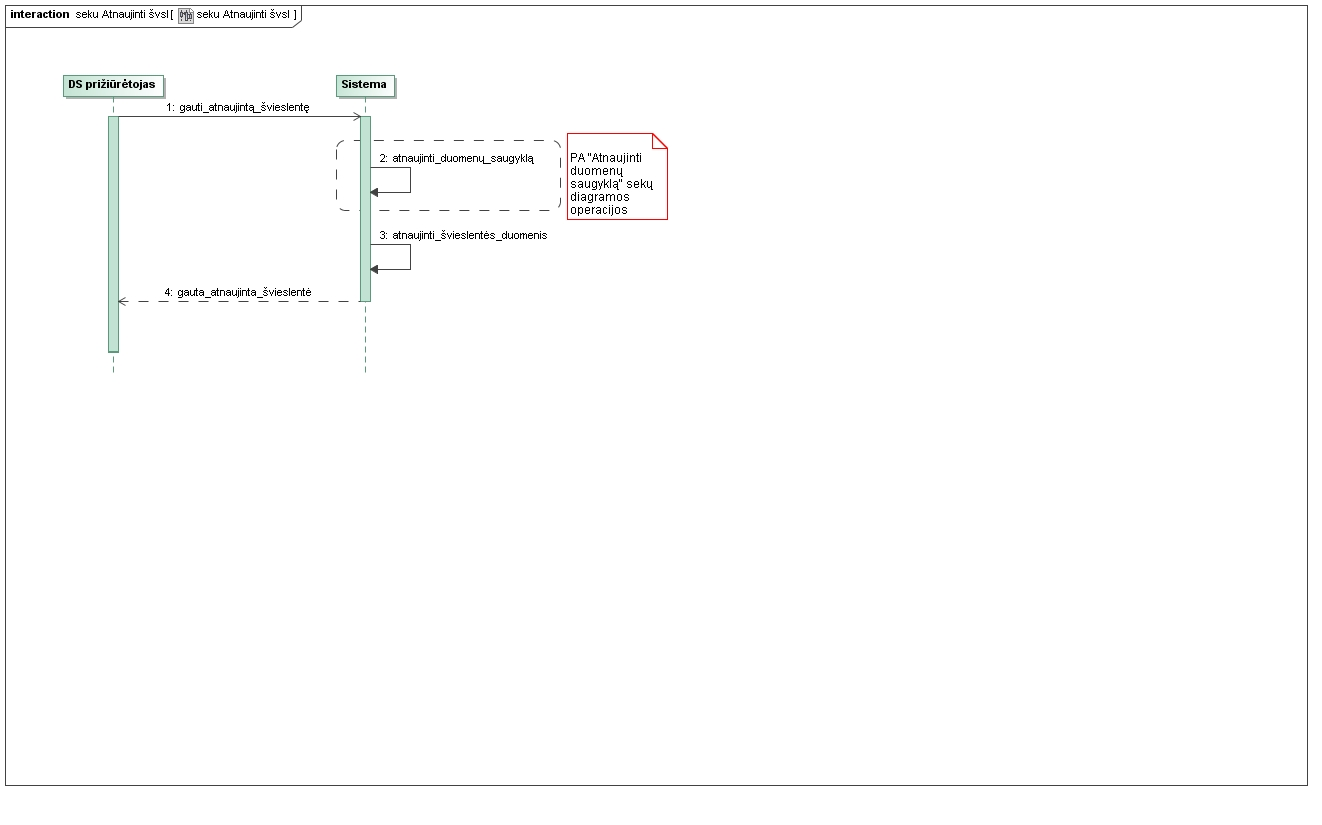 interaction seku Atnaujinti švsl [ seku Atnaujinti švsl ]
DS prižiūrėtojas
Sistema
1: gauti_atnaujintą_švieslentę
2: atnaujinti_duomenų_saugyklą
PA "Atnaujinti
duomenų
saugyklą" sekų
diagramos
operacijos
3: atnaujinti_švieslentės_duomenis
4: gauta_atnaujinta_švieslentė